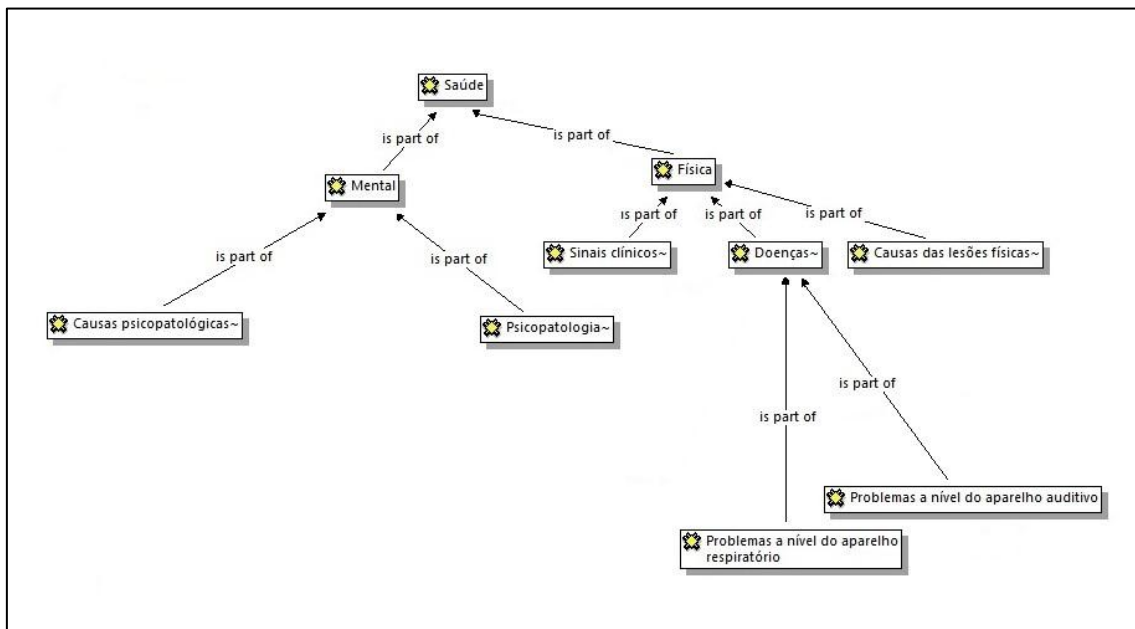 Saúde
is part of
is part of
Física
Mental
is part of
is part of
is part of
Sinais clínicos~
Doenças~
Causas das lesões físicas~
is part of
is part of
Causas psicopatológicas~
Psicopatologia~
is part of
is part of
Problemas a nível do aparelho auditivo
Problemas a nível do aparelho
respiratório